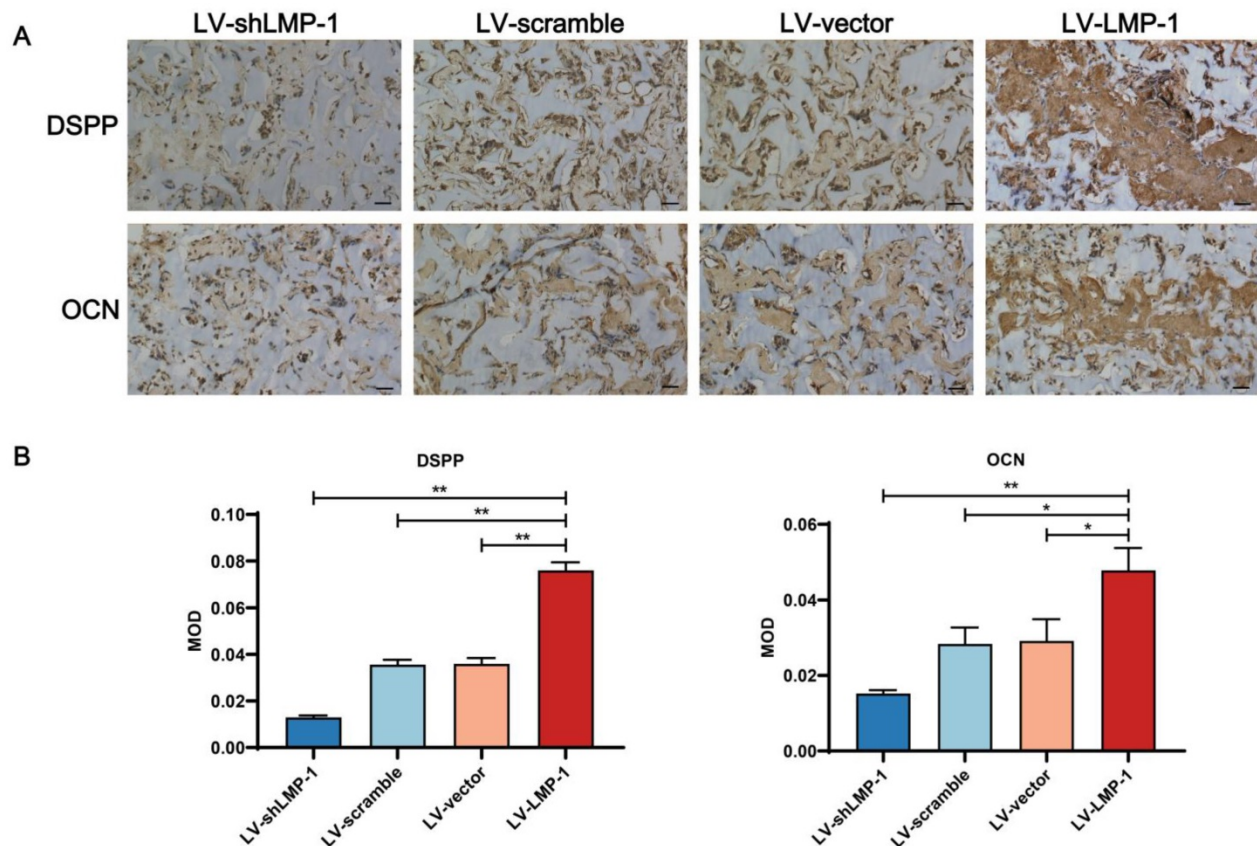 A
LV-shLMP-1 LV-scramble LV-vector LV-LMP-1
DSPP
OCN
B
DSPP
**
**
**
0.10
0.08
0.06
0.04
0.02
0.00
MOD
LV-shLMP-1
LV-scramble
LV-vector
LV-LMP-1
OCN
**
*
*
0.06
0.04
0.02
0.00
MOD
LV-shLMP-1
LV-scramble
LV-vector
LV-LMP-1